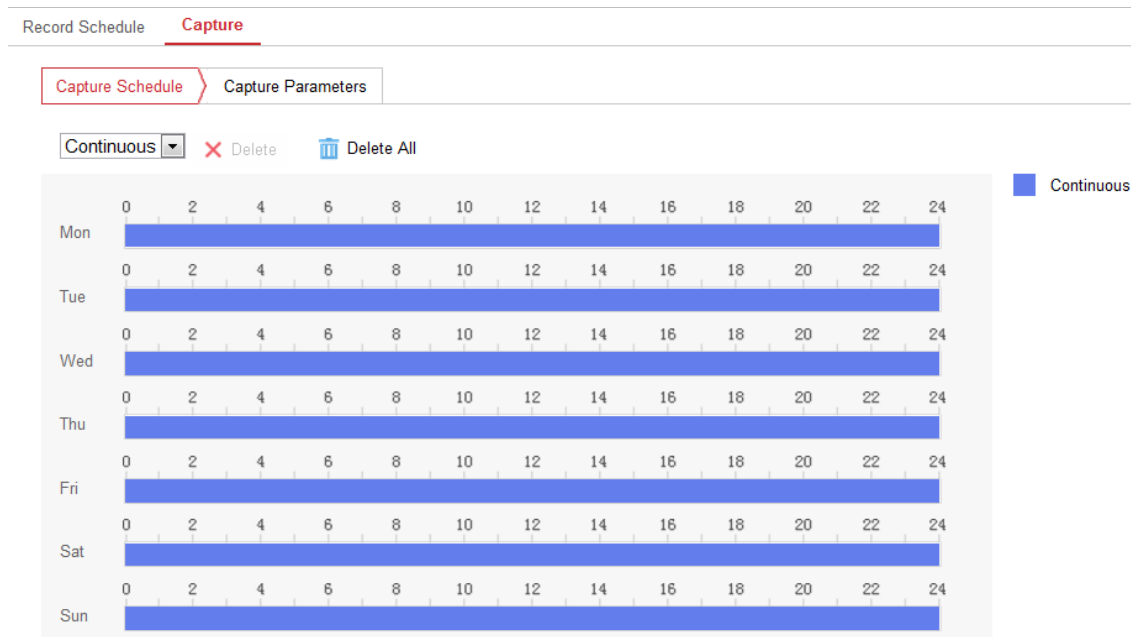 Record Schedule Capture
Capture Schedule Capture Parameters
Continuous Delete Delete All
Continuous
0 2 4 6 8 10 12 14 16 18 20 22 24
Mon
0 2 4 6 8 10 12 14 16 18 20 22 24
Tue
0 2 4 6 8 10 12 14 16 18 20 22 24
Wed
0 2 4 6 8 10 12 14 16 18 20 22 24
Thu
0 2 4 6 8 10 12 14 16 18 20 22 24
Fri
0 2 4 6 8 10 12 14 16 18 20 22 24
Sat
0 2 4 6 8 10 12 14 16 18 20 22 24
Sun